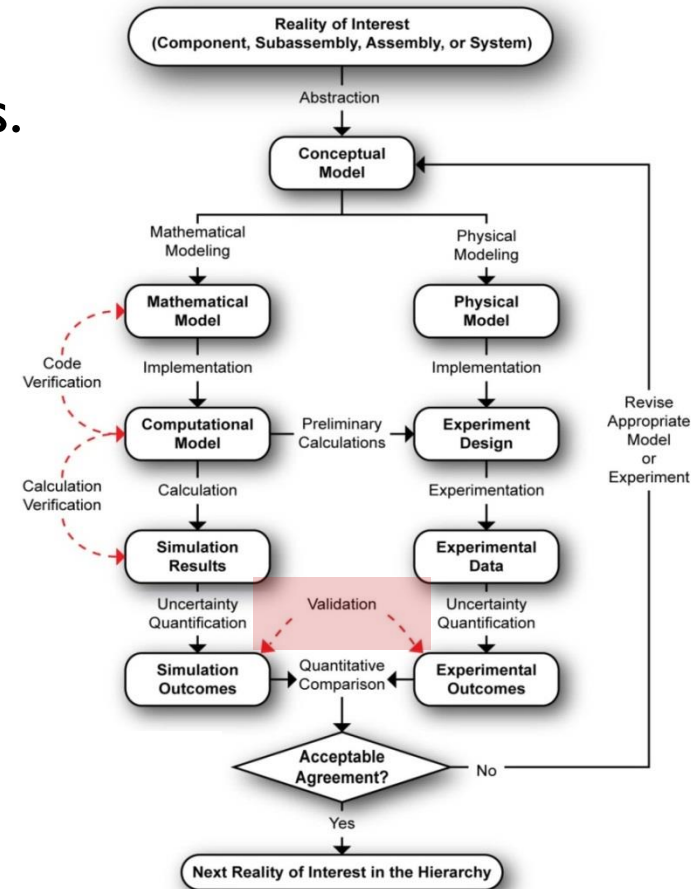 Reality of Interest
(Component, Subassembly, Assembly, or System)
s.
Abstraction
Conceptual
Model
Mathematical
Modeling
Physical
Modeling
Mathematical
Model
Physical
Model
Code
Verification
Implementation
Implementation
Computational
Model
Preliminary
Calculations
Experiment
Design
Revise
Appropriate
Model
or
Experiment
Calculation
Verification
Calculation
Experimentation
Simulation
Results
Experimental
Data
Uncertainty
Quantification
Validation
Uncertainty
Quantification
Simulation
Outcomes
Quantitative
Comparison
Experimental
Outcomes
Acceptable
Agreement?
No
Yes
Next Reality of Interest in the Hierarchy